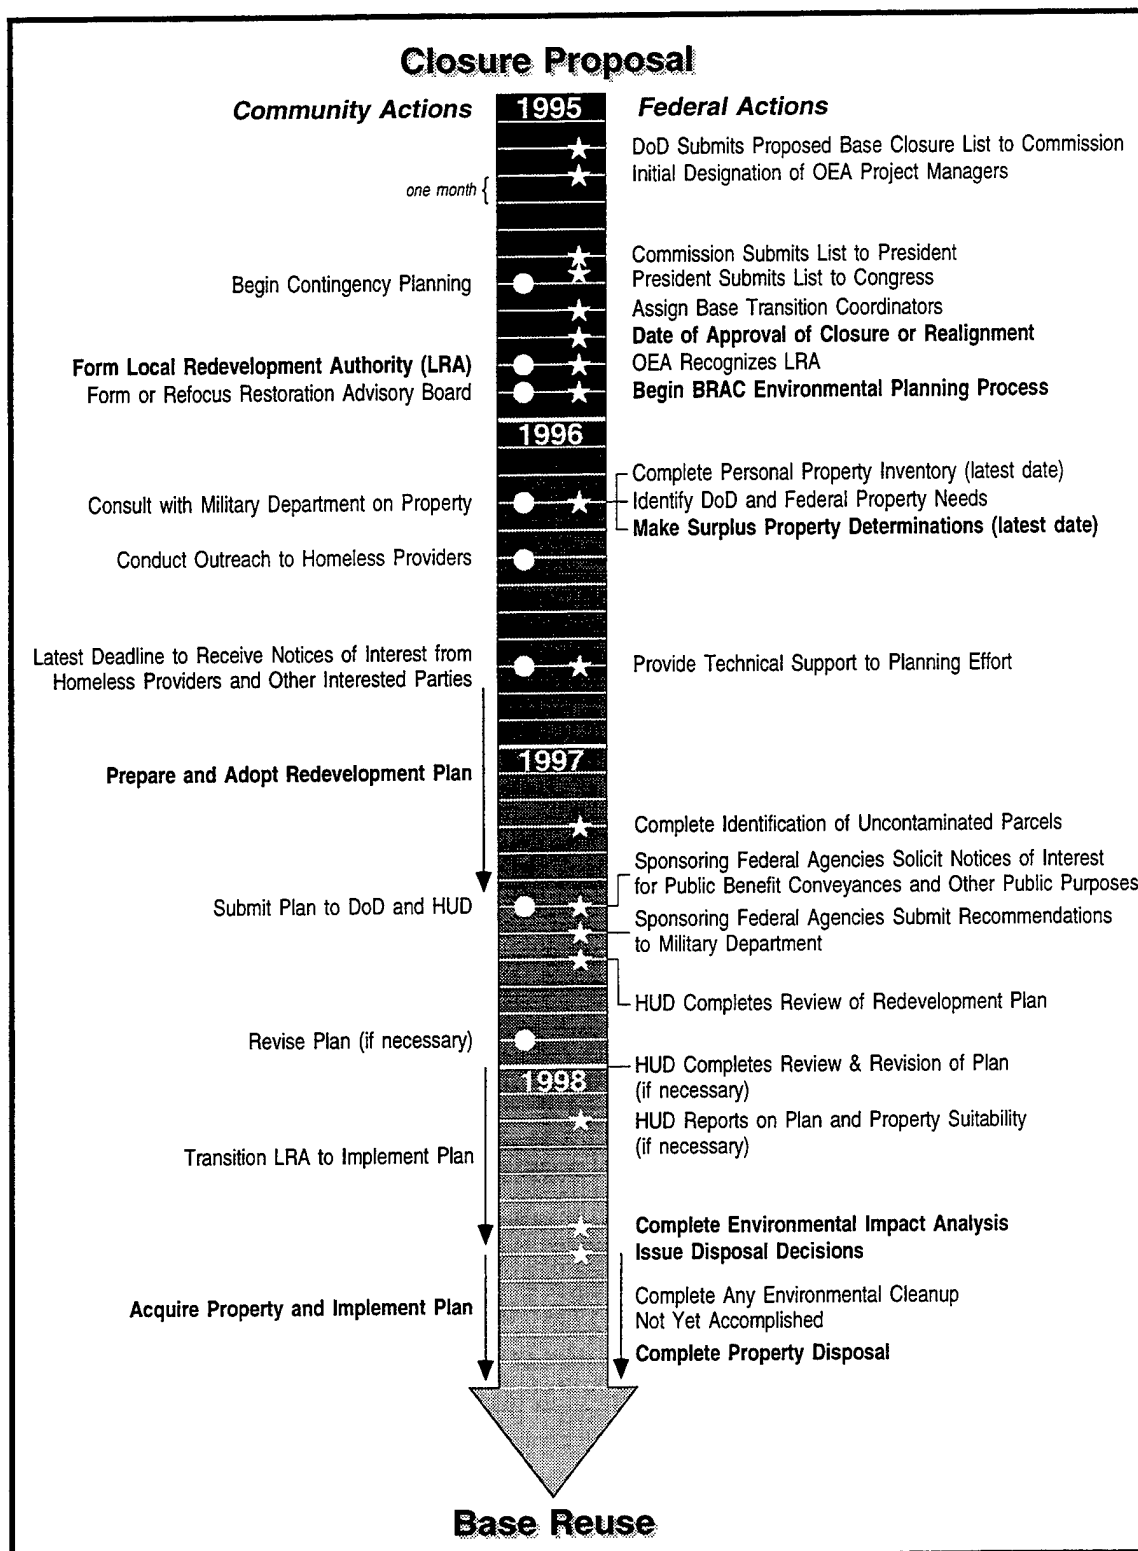 Closure Proposal
Community Actions
1995
Federal Actions
DoD Submits Proposed Base Closure List to Commission
Initial Designation of OEA Project Managers
one month {
Commission Submits List to President
President Submits List to Congress
Begin Contingency Planning
Assign Base Transition Coordinators
Date of Approval of Closure or Realignment
Form Local Redevelopment Authority (LRA)
OEA Recognizes LRA
Form or Refocus Restoration Advisory Board
Begin BRAC Environmental Planning Process
1996
Complete Personal Property Inventory (latest date)
Consult with Military Department on Property
Identify DoD and Federal Property Needs
Make Surplus Property Determinations (latest date)
Conduct Outreach to Homeless Providers
Latest Deadline to Receive Notices of Interest from
Homeless Providers and Other Interested Parties
Provide Technical Support to Planning Effort
1997
Prepare and Adopt Redevelopment Plan
Complete Identification of Uncontaminated Parcels
Sponsoring Federal Agencies Solicit Notices of Interest
for Public Benefit Conveyances and Other Public Purposes
Submit Plan to DoD and HUD
Sponsoring Federal Agencies Submit Recommendations
to Military Department
HUD Completes Review of Redevelopment Plan
Revise Plan (if necessary)
HUD Completes Review & Revision of Plan
(if necessary)
1998
HUD Reports on Plan and Property Suitability
(if necessary)
Transition LRA to Implement Plan
Complete Environmental Impact Analysis
Issue Disposal Decisions
Acquire Property and Implement Plan
Complete Any Environmental Cleanup
Not Yet Accomplished
Complete Property Disposal
Base Reuse